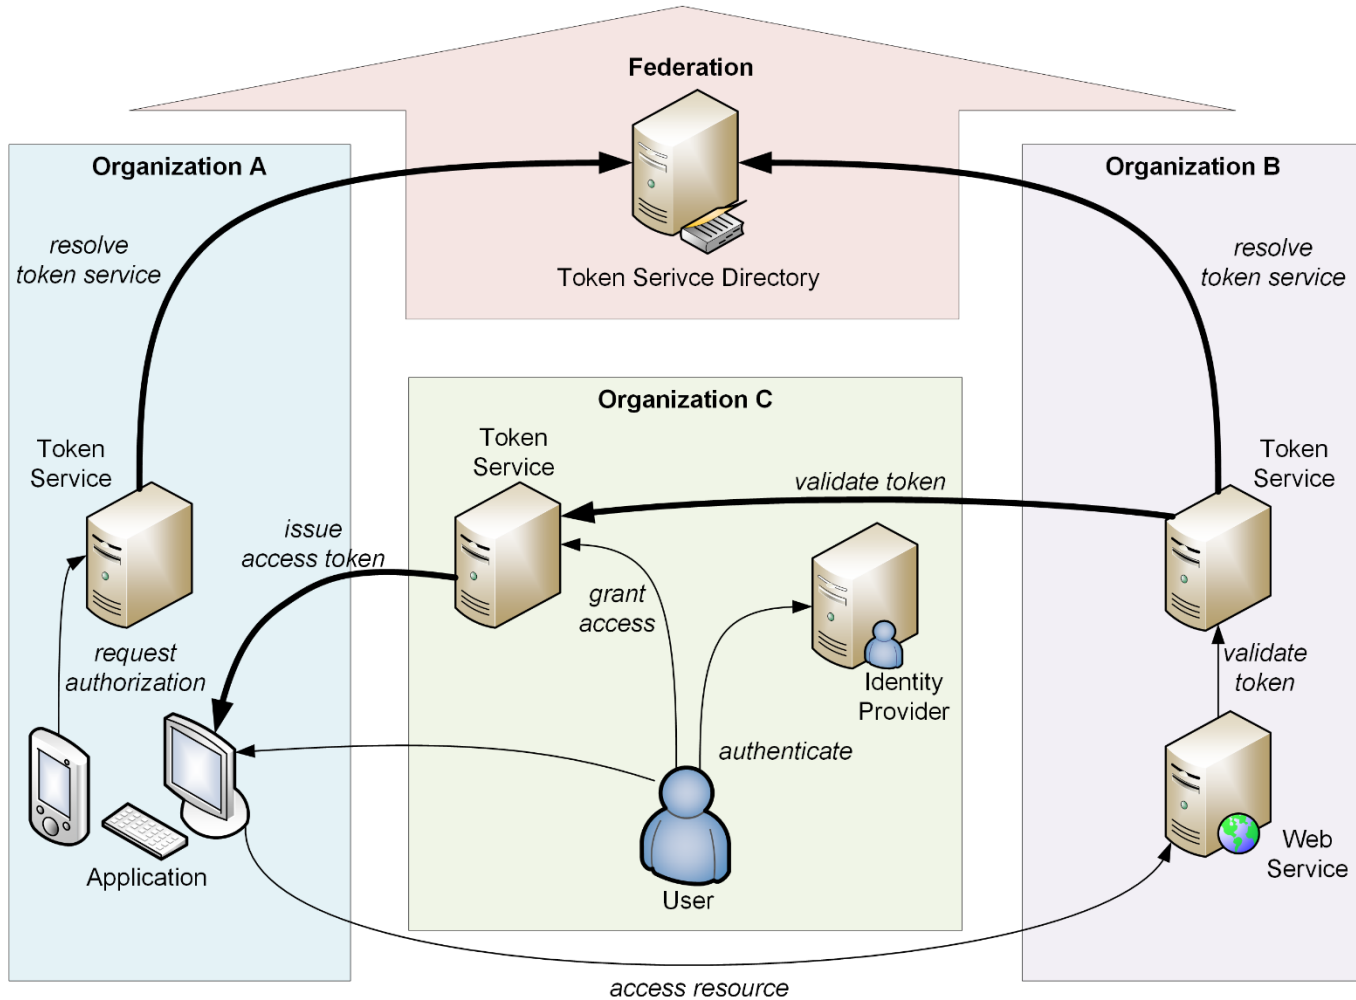 Federation
Token Serivce Directory
Organization A
resolve
token service
Token
Service
issue
access token
request
authorization
Application
Organization C
Token
Service
validate token
grant
access
Identity
Provider
authenticate
User
Organization B
resolve
token service
Token
Service
validate
token
Web
Service
access resource